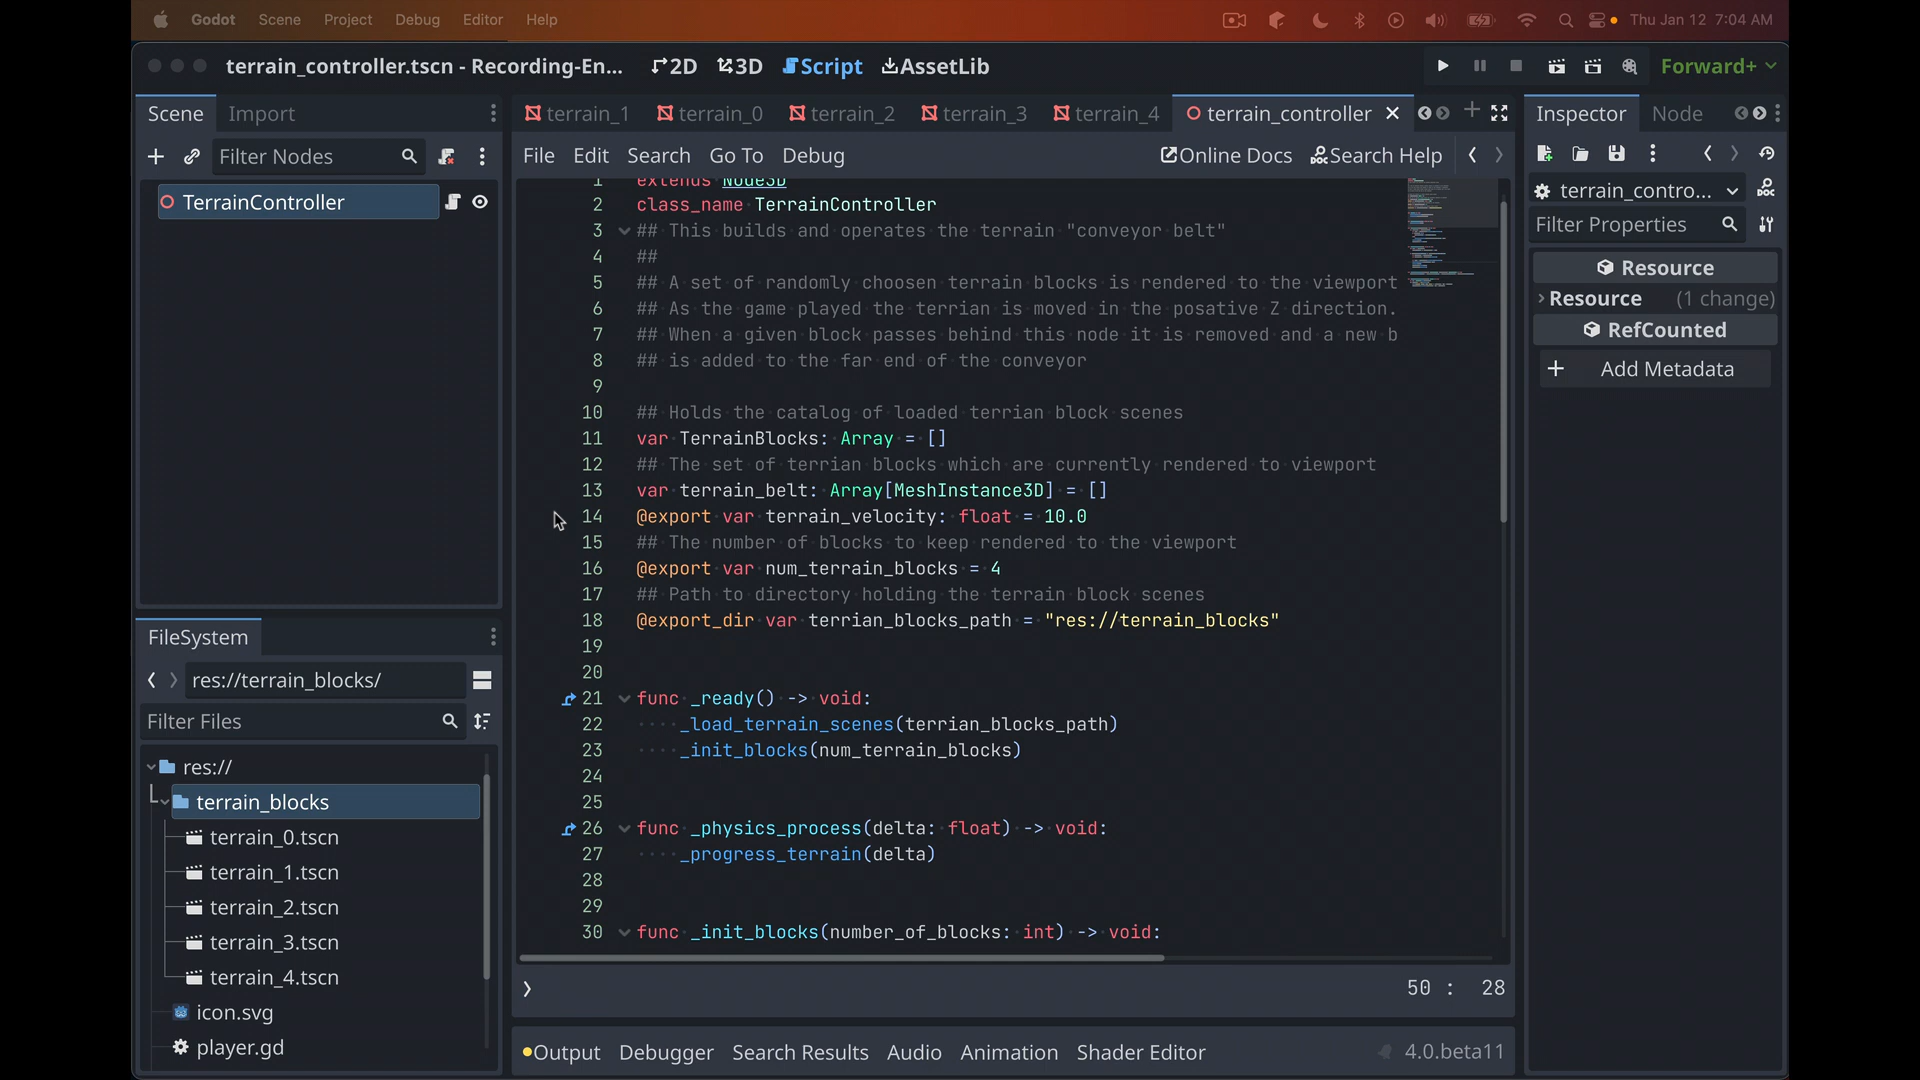 Godot Scene Project Debug Editor Help Thu Jan 12 7:04 AM
terrain_controller.tscn - Recording-En... 2D 3D Script AssetLib Forward+
Scene Import
terrain_1 terrain_0 terrain_2 terrain_3 terrain_4 terrain_controller
Inspector Node
Filter Nodes
File Edit Search Go To Debug Online Docs Search Help
TerrainController
terrain_contro...
Filter Properties
Resource
Resource (1 change)
RefCounted
Add Metadata
1 extends Node3D
2 class_name TerrainController
3 ## This builds and operates the terrain "conveyor belt"
4 ##
5 ## A set of randomly choosen terrain blocks is rendered to the viewport
6 ## As the game played the terrian is moved in the posative Z direction.
7 ## When a given block passes behind this node it is removed and a new b
8 ## is added to the far end of the conveyor
9
10 ## Holds the catalog of loaded terrian block scenes
11 var TerrainBlocks: Array = []
12 ## The set of terrian blocks which are currently rendered to viewport
13 var terrain_belt: Array[MeshInstance3D] = []
14 @export var terrain_velocity: float = 10.0
15 ## The number of blocks to keep rendered to the viewport
16 @export var num_terrain_blocks = 4
17 ## Path to directory holding the terrain block scenes
18 @export_dir var terrian_blocks_path = "res://terrain_blocks"
19
20
21 func _ready() -> void:
22 _load_terrain_scenes(terrian_blocks_path)
23 _init_blocks(num_terrain_blocks)
24
25
26 func _physics_process(delta: float) -> void:
27 _progress_terrain(delta)
28
29
30 func _init_blocks(number_of_blocks: int) -> void:
50 : 28
FileSystem
res://terrain_blocks/
Filter Files
res://
terrain_blocks
terrain_0.tscn
terrain_1.tscn
terrain_2.tscn
terrain_3.tscn
terrain_4.tscn
icon.svg
player.gd
Output Debugger Search Results Audio Animation Shader Editor 4.0.beta11